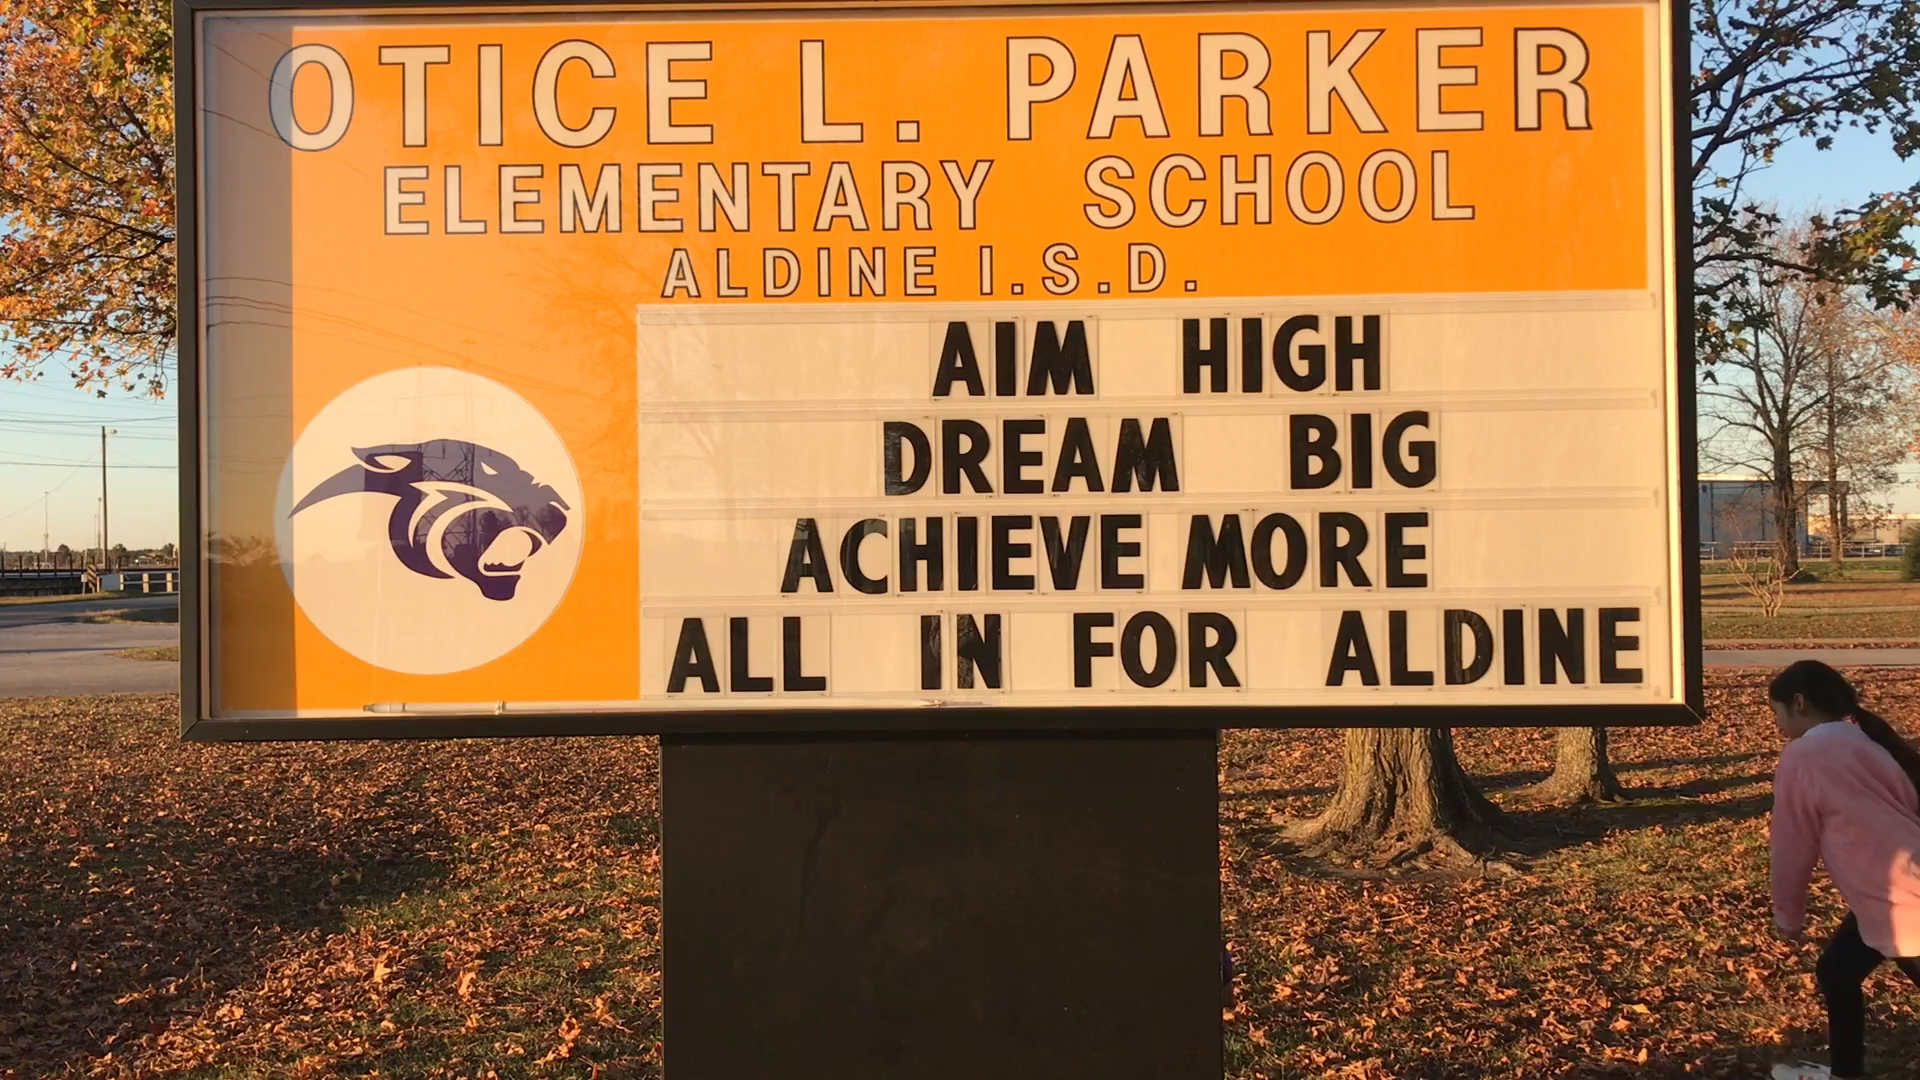 OTICE L. PARKER
ELEMENTARY SCHOOL
ALDINE I.S.D.
AIM HIGH
DREAM BIG
ACHIEVE MORE
ALL IN FOR ALDINE